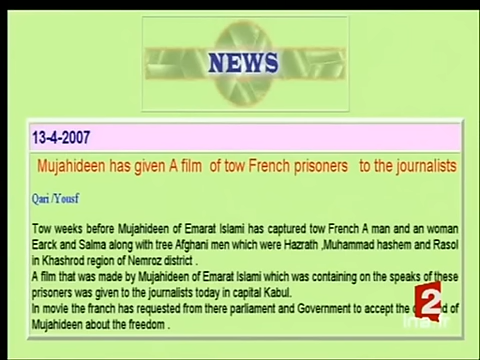 NEWS
13-4-2007
Mujahideen has given A film of tow French prisoners to the journalists
Qari /Yousf
Tow weeks before Mujahideen of Emarat Islami has captured tow French A man and an woman
Earck and Salma along with tree Afghani men which were Hazrath ,Muhammad hashem and Rasol
in Khashrod region of Nemroz district .
A film that was made by Mujahideen of Emarat Islami which was containing on the speaks of these
prisoners was given to the journalists today in capital Kabul.
In movie the franch has requested from there parliament and Government to accept the of
Mujahideen about the freedom .
2
ina.fr